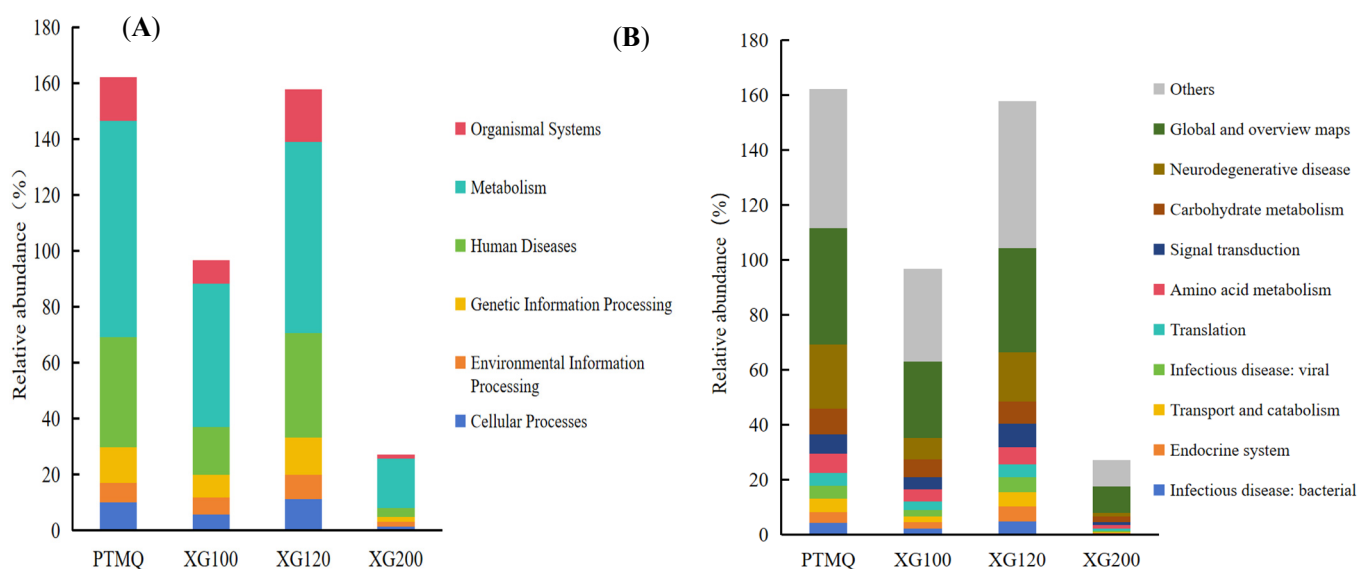 (A)
180
160
140
120
100
80
60
40
20
0
Relative abundance（%）
PTMQ
XG100
XG120
XG200
Organismal Systems
Metabolism
Human Diseases
Genetic Information Processing
Environmental Information
Processing
Cellular Processes
(B)
180
160
140
120
100
80
60
40
20
0
Relative abundance (%)
PTMQ
XG100
XG120
XG200
Others
Global and overview maps
Neurodegenerative disease
Carbohydrate metabolism
Signal transduction
Amino acid metabolism
Translation
Infectious disease: viral
Transport and catabolism
Endocrine system
Infectious disease: bacterial